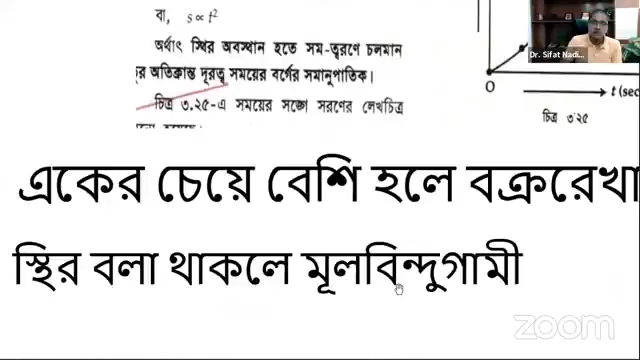 বা, s ∝ t²
অর্থাৎ স্থির অবস্থান হতে সম-ত্বরণে চলমান
র অতিক্রান্ত দূরত্ব সময়ের বর্গের সমানুপাতিক।
চিত্র ৩.২৫-এ সময়ের সঙ্গে সরণের লেখচিত্র
O
t (sec
চিত্র ৩.২৫
Dr. Sifat Nadi...
একের চেয়ে বেশি হলে বক্ররেখা
স্থির বলা থাকলে মূলবিন্দুগামী
zoom